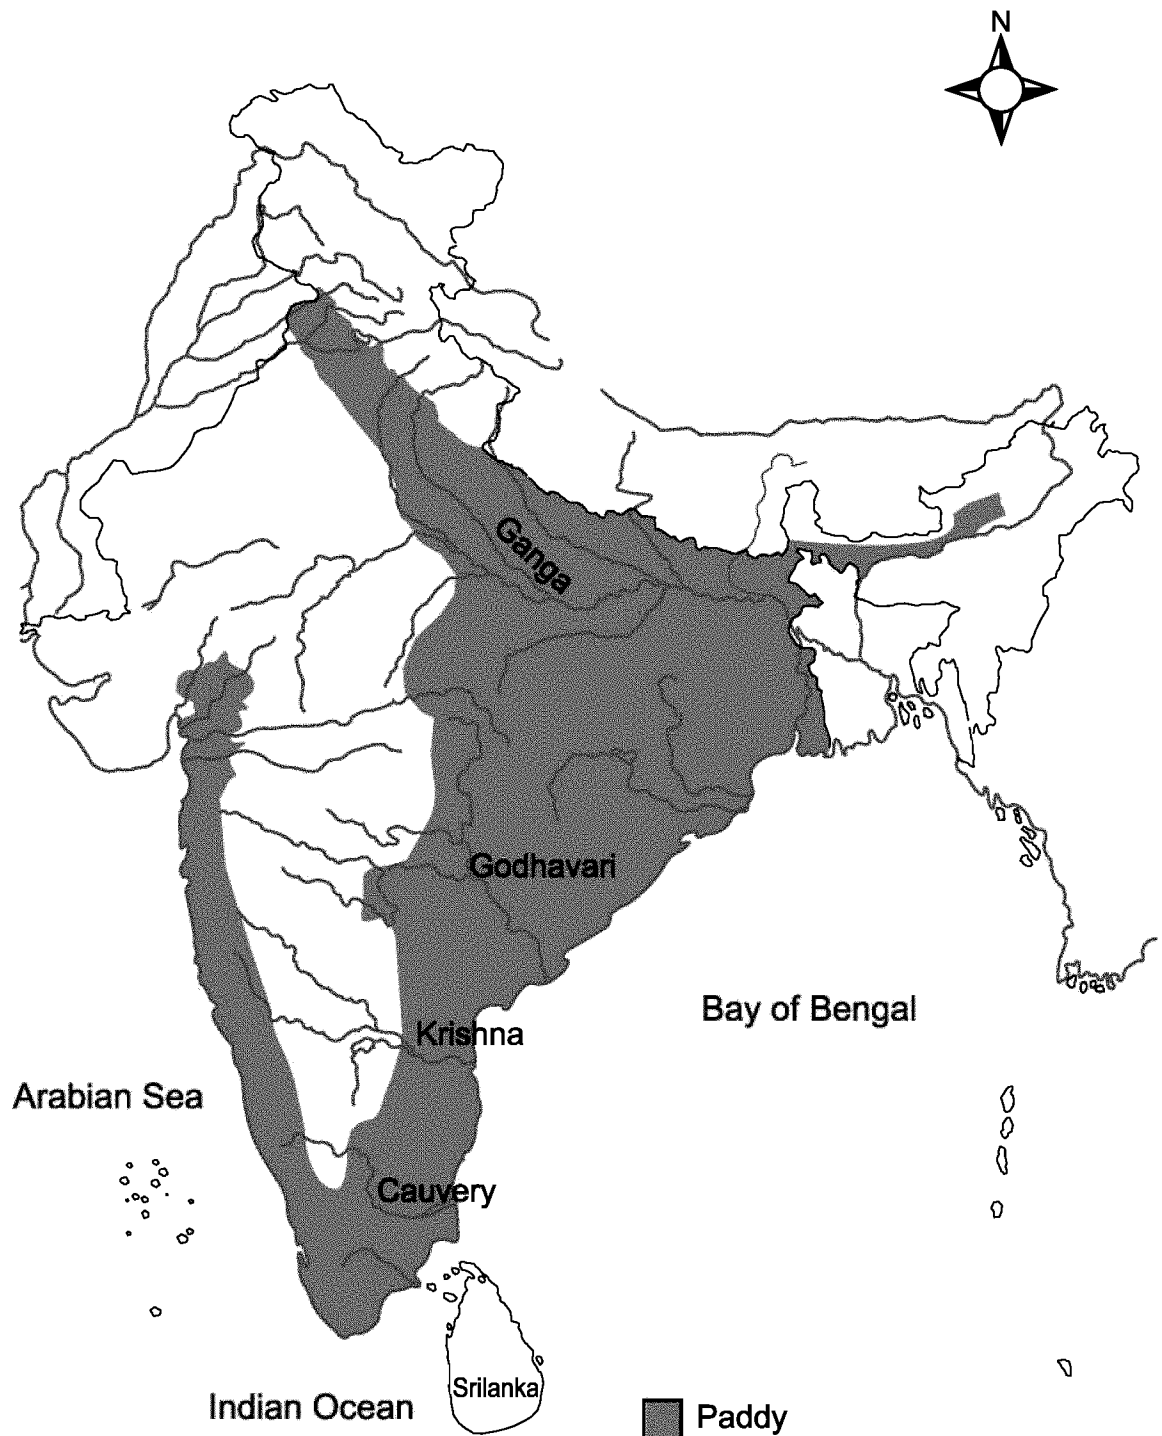 N
Ganga
Godhavari
Bay of Bengal
Krishna
Arabian Sea
Cauvery
Srilanka
Indian Ocean
Paddy